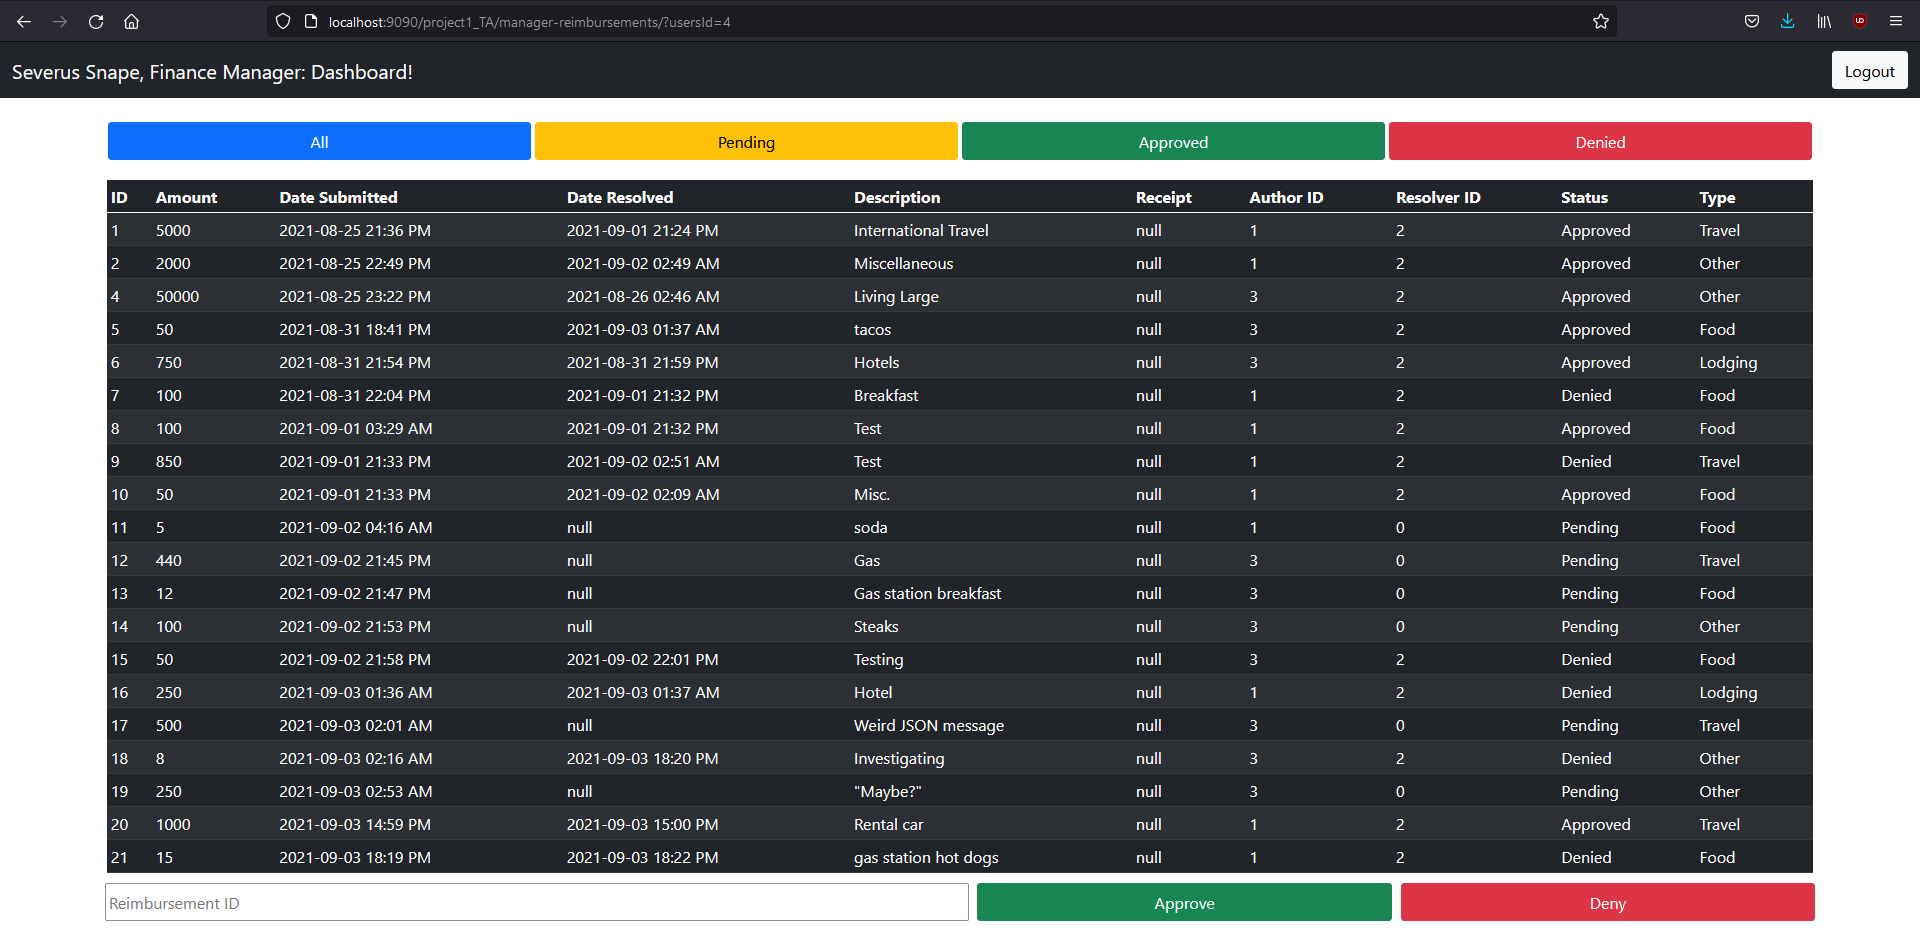 localhost:9090/project1_TA/manager-reimbursements/?usersId=4
Severus Snape, Finance Manager: Dashboard! Logout
All Pending Approved Denied
ID Amount Date Submitted Date Resolved Description Receipt Author ID Resolver ID Status Type
1 5000 2021-08-25 21:36 PM 2021-09-01 21:24 PM International Travel null 1 2 Approved Travel
2 2000 2021-08-25 22:49 PM 2021-09-02 02:49 AM Miscellaneous null 1 2 Approved Other
4 50000 2021-08-25 23:22 PM 2021-08-26 02:46 AM Living Large null 3 2 Approved Other
5 50 2021-08-31 18:41 PM 2021-09-03 01:37 AM tacos null 3 2 Approved Food
6 750 2021-08-31 21:54 PM 2021-08-31 21:59 PM Hotels null 3 2 Approved Lodging
7 100 2021-08-31 22:04 PM 2021-09-01 21:32 PM Breakfast null 1 2 Denied Food
8 100 2021-09-01 03:29 AM 2021-09-01 21:32 PM Test null 1 2 Approved Food
9 850 2021-09-01 21:33 PM 2021-09-02 02:51 AM Test null 1 2 Denied Travel
10 50 2021-09-01 21:33 PM 2021-09-02 02:09 AM Misc. null 1 2 Approved Food
11 5 2021-09-02 04:16 AM null soda null 1 0 Pending Food
12 440 2021-09-02 21:45 PM null Gas null 3 0 Pending Travel
13 12 2021-09-02 21:47 PM null Gas station breakfast null 3 0 Pending Food
14 100 2021-09-02 21:53 PM null Steaks null 3 0 Pending Other
15 50 2021-09-02 21:58 PM 2021-09-02 22:01 PM Testing null 3 2 Denied Food
16 250 2021-09-03 01:36 AM 2021-09-03 01:37 AM Hotel null 1 2 Denied Lodging
17 500 2021-09-03 02:01 AM null Weird JSON message null 3 0 Pending Travel
18 8 2021-09-03 02:16 AM 2021-09-03 18:20 PM Investigating null 3 2 Denied Other
19 250 2021-09-03 02:53 AM null "Maybe?" null 3 0 Pending Other
20 1000 2021-09-03 14:59 PM 2021-09-03 15:00 PM Rental car null 1 2 Approved Travel
21 15 2021-09-03 18:19 PM 2021-09-03 18:22 PM gas station hot dogs null 1 2 Denied Food
Reimbursement ID Approve Deny